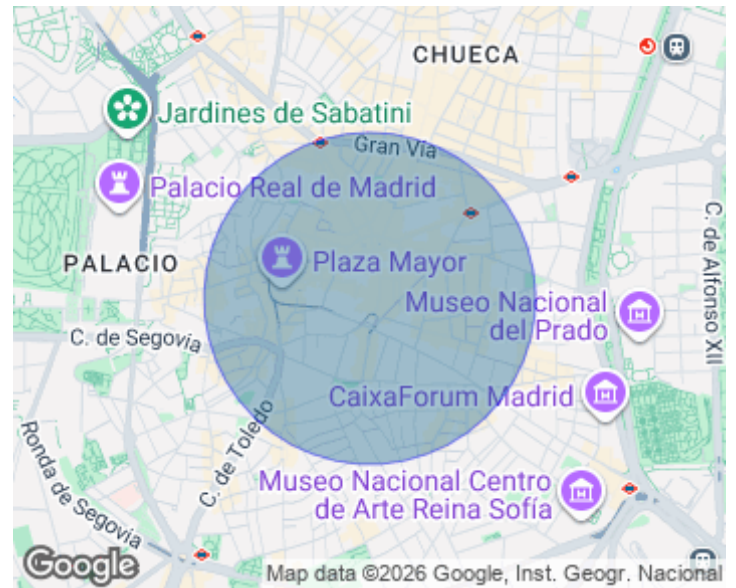 CHUECA
Jardines de Sabatini
Gran Vía
Palacio Real de Madrid
C. de Alfonso XII
PALACIO
Plaza Mayor
Museo Nacional
del Prado
C. de Segovia
CaixaForum Madrid
C. de Toledo
Ronda de Segovia
Museo Nacional Centro
de Arte Reina Sofía
Google
Map data ©2026 Google, Inst. Geogr. Nacional